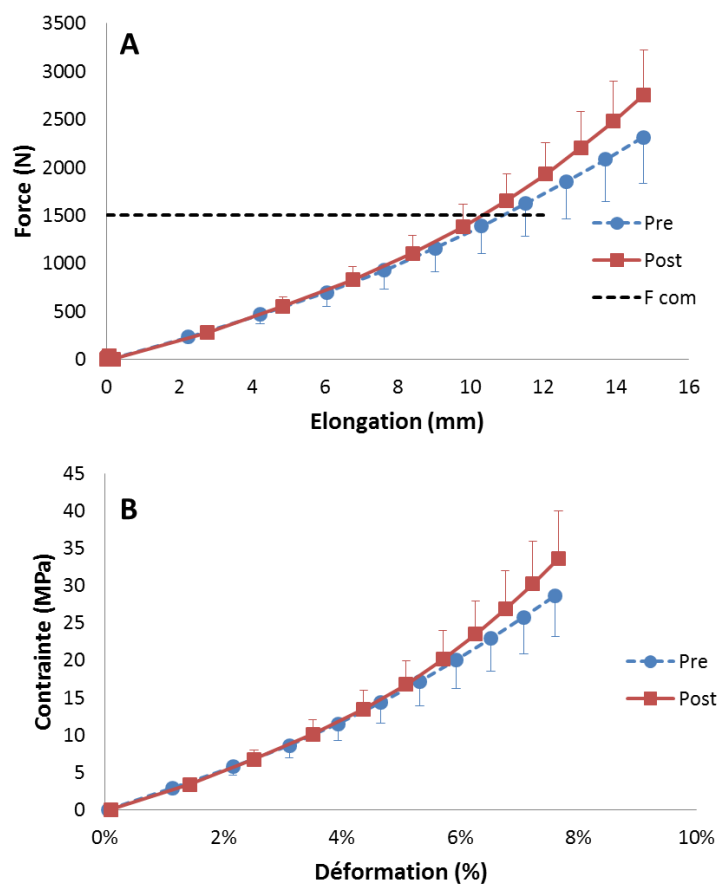 A
3500
3000
2500
2000
1500
1000
500
0
Force (N)
0 2 4 6 8 10 12 14 16
Elongation (mm)
Pre
Post
F com
B
45
40
35
30
25
20
15
10
5
0
Contrainte (MPa)
0% 2% 4% 6% 8% 10%
Déformation (%)
Pre
Post